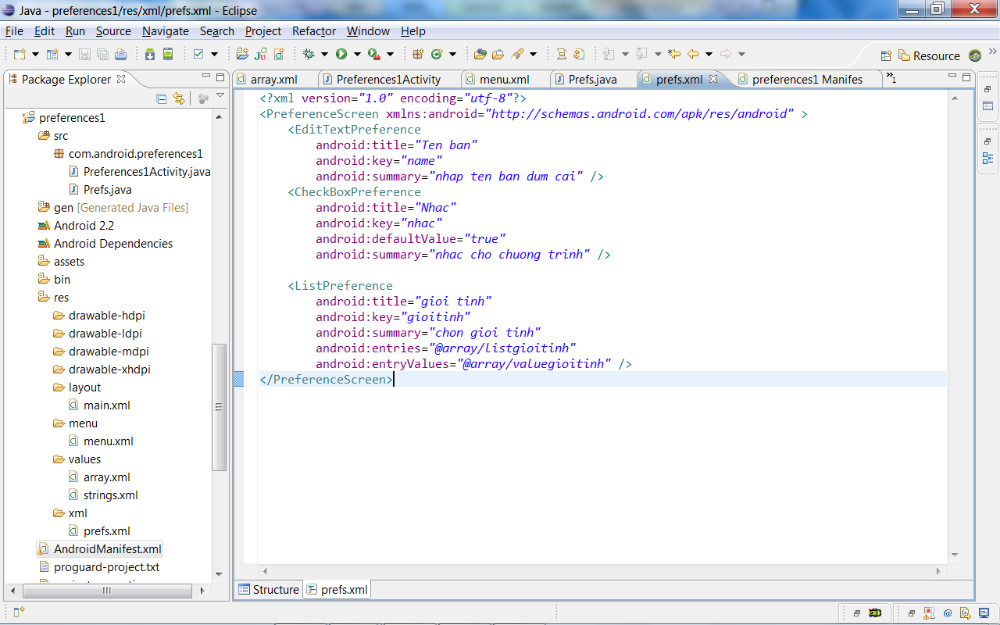 Java - preferences1/res/xml/prefs.xml - Eclipse
File Edit Run Source Navigate Search Project Refactor Window Help
Resource
Package Explorer
array.xml Preferences1Activity menu.xml Prefs.java prefs.xml preferences1 Manifes »1
preferences1
src
com.android.preferences1
Preferences1Activity.java
Prefs.java
gen [Generated Java Files]
Android 2.2
Android Dependencies
assets
bin
res
drawable-hdpi
drawable-ldpi
drawable-mdpi
drawable-xhdpi
layout
main.xml
menu
menu.xml
values
array.xml
strings.xml
xml
prefs.xml
AndroidManifest.xml
proguard-project.txt
<?xml version="1.0" encoding="utf-8"?>
<PreferenceScreen xmlns:android="http://schemas.android.com/apk/res/android" >
<EditTextPreference
android:title="Ten ban"
android:key="name"
android:summary="nhap ten ban dum cai" />
<CheckBoxPreference
android:title="Nhac"
android:key="nhac"
android:defaultValue="true"
android:summary="nhac cho chuong trinh" />
<ListPreference
android:title="gioi tinh"
android:key="gioitinh"
android:summary="chon gioi tinh"
android:entries="@array/listgioitinh"
android:entryValues="@array/valuegioitinh" />
</PreferenceScreen>
Structure prefs.xml